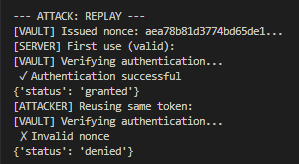 --- ATTACK: REPLAY ---
[VAULT] Issued nonce: aea78b81d3774bd65de1...
[SERVER] First use (valid):
[VAULT] Verifying authentication...
✓ Authentication successful
{'status': 'granted'}
[ATTACKER] Reusing same token:
[VAULT] Verifying authentication...
✗ Invalid nonce
{'status': 'denied'}